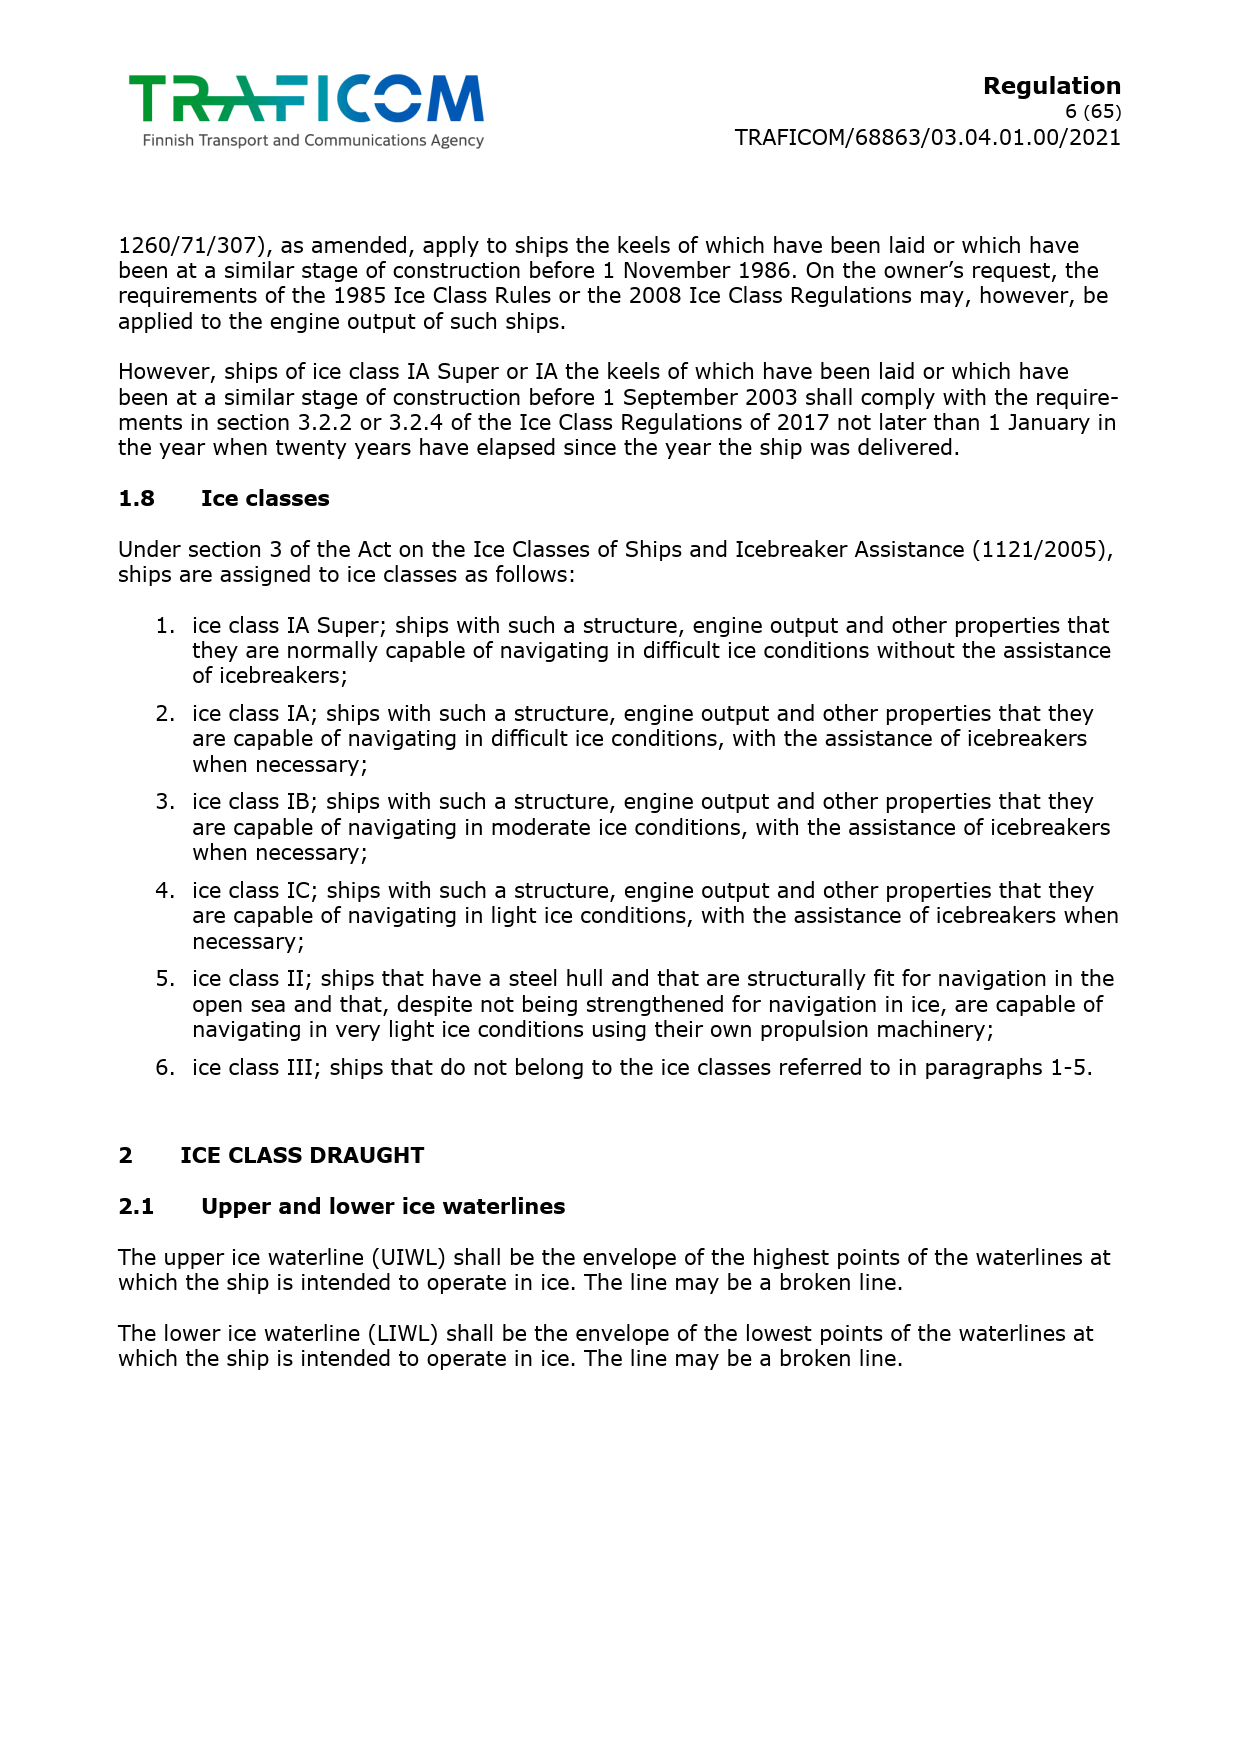 TRAFICOM
Finnish Transport and Communications Agency
Regulation
6 (65)
TRAFICOM/68863/03.04.01.00/2021
1260/71/307), as amended, apply to ships the keels of which have been laid or which have
been at a similar stage of construction before 1 November 1986. On the owner’s request, the
requirements of the 1985 Ice Class Rules or the 2008 Ice Class Regulations may, however, be
applied to the engine output of such ships.
However, ships of ice class IA Super or IA the keels of which have been laid or which have
been at a similar stage of construction before 1 September 2003 shall comply with the require-
ments in section 3.2.2 or 3.2.4 of the Ice Class Regulations of 2017 not later than 1 January in
the year when twenty years have elapsed since the year the ship was delivered.
1.8 Ice classes
Under section 3 of the Act on the Ice Classes of Ships and Icebreaker Assistance (1121/2005),
ships are assigned to ice classes as follows:
1. ice class IA Super; ships with such a structure, engine output and other properties that
they are normally capable of navigating in difficult ice conditions without the assistance
of icebreakers;
2. ice class IA; ships with such a structure, engine output and other properties that they
are capable of navigating in difficult ice conditions, with the assistance of icebreakers
when necessary;
3. ice class IB; ships with such a structure, engine output and other properties that they
are capable of navigating in moderate ice conditions, with the assistance of icebreakers
when necessary;
4. ice class IC; ships with such a structure, engine output and other properties that they
are capable of navigating in light ice conditions, with the assistance of icebreakers when
necessary;
5. ice class II; ships that have a steel hull and that are structurally fit for navigation in the
open sea and that, despite not being strengthened for navigation in ice, are capable of
navigating in very light ice conditions using their own propulsion machinery;
6. ice class III; ships that do not belong to the ice classes referred to in paragraphs 1-5.
2 ICE CLASS DRAUGHT
2.1 Upper and lower ice waterlines
The upper ice waterline (UIWL) shall be the envelope of the highest points of the waterlines at
which the ship is intended to operate in ice. The line may be a broken line.
The lower ice waterline (LIWL) shall be the envelope of the lowest points of the waterlines at
which the ship is intended to operate in ice. The line may be a broken line.